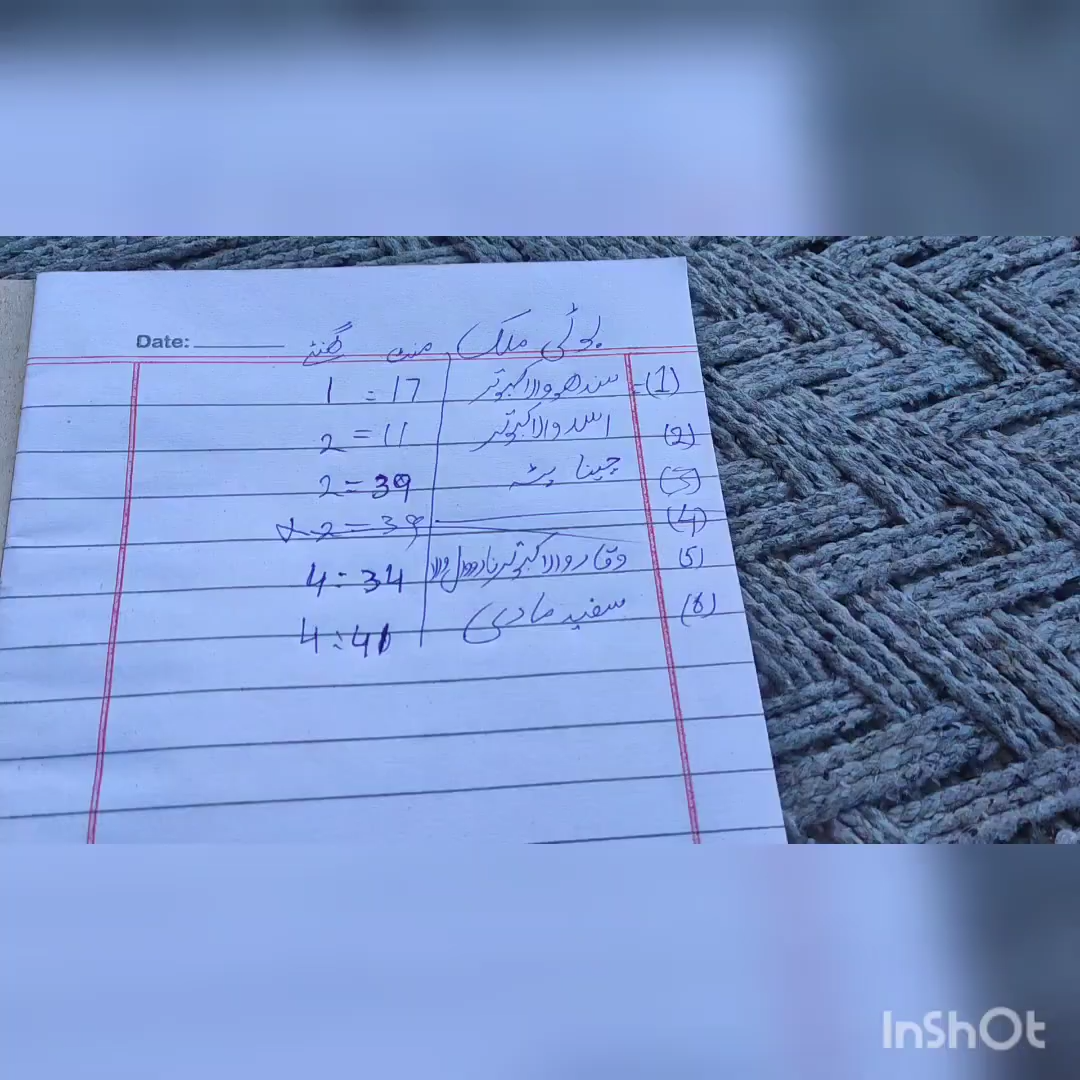 Date:
بوٹی ملک منٹ گھنٹے
(1) سندھو والا کبوتر 1 = 17
(2) اسد والا کبوتر 2 = 11
(3) چینا پٹہ 2 = 39
(4) 2 = 39
(5) وقار والا کبوتر 4 = 34
(6) سفید مادی 4 : 41
InShOt